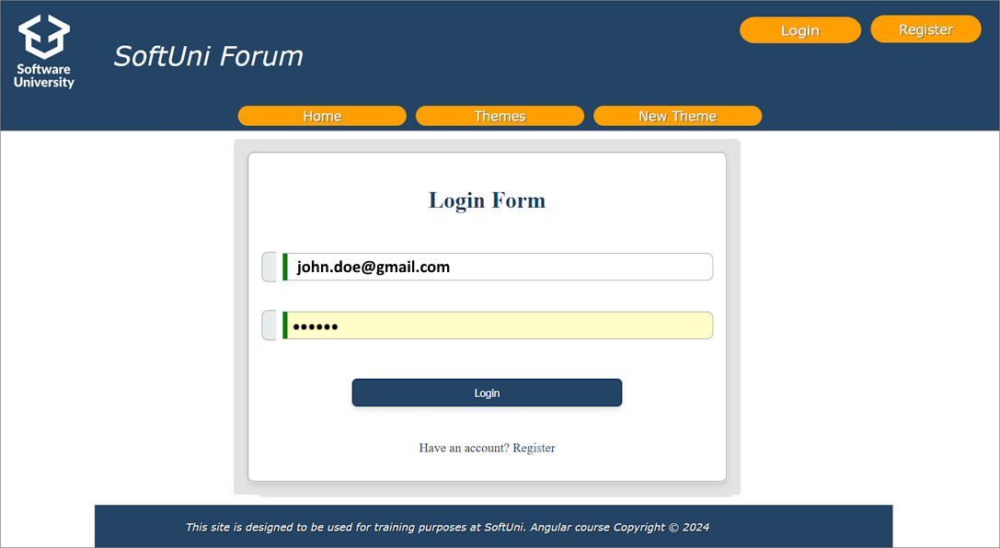 Software
University
SoftUni Forum
Login
Register
Home
Themes
New Theme
Login Form
john.doe@gmail.com
••••••
Login
Have an account? Register
This site is designed to be used for training purposes at SoftUni. Angular course Copyright © 2024